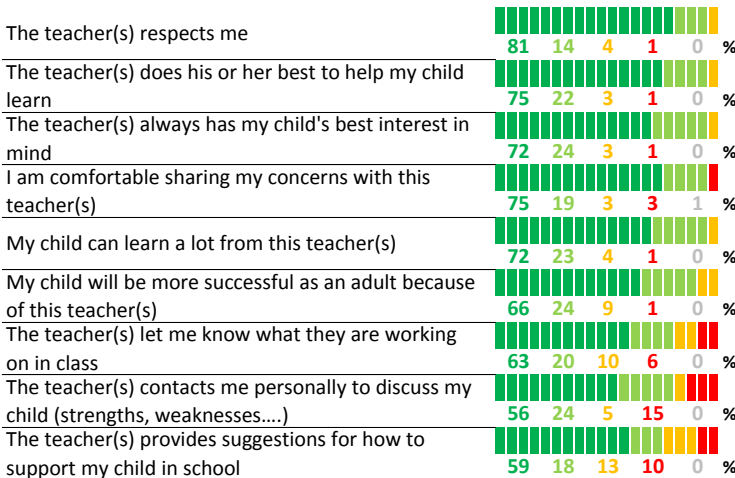 The teacher(s) respects me
81 14 4 1 0 %
The teacher(s) does his or her best to help my child
learn
75 22 3 1 0 %
The teacher(s) always has my child's best interest in
mind
72 24 3 1 0 %
I am comfortable sharing my concerns with this
teacher(s)
75 19 3 3 1 %
My child can learn a lot from this teacher(s)
72 23 4 1 0 %
My child will be more successful as an adult because
of this teacher(s)
66 24 9 1 0 %
The teacher(s) let me know what they are working
on in class
63 20 10 6 0 %
The teacher(s) contacts me personally to discuss my
child (strengths, weaknesses....)
56 24 5 15 0 %
The teacher(s) provides suggestions for how to
support my child in school
59 18 13 10 0 %